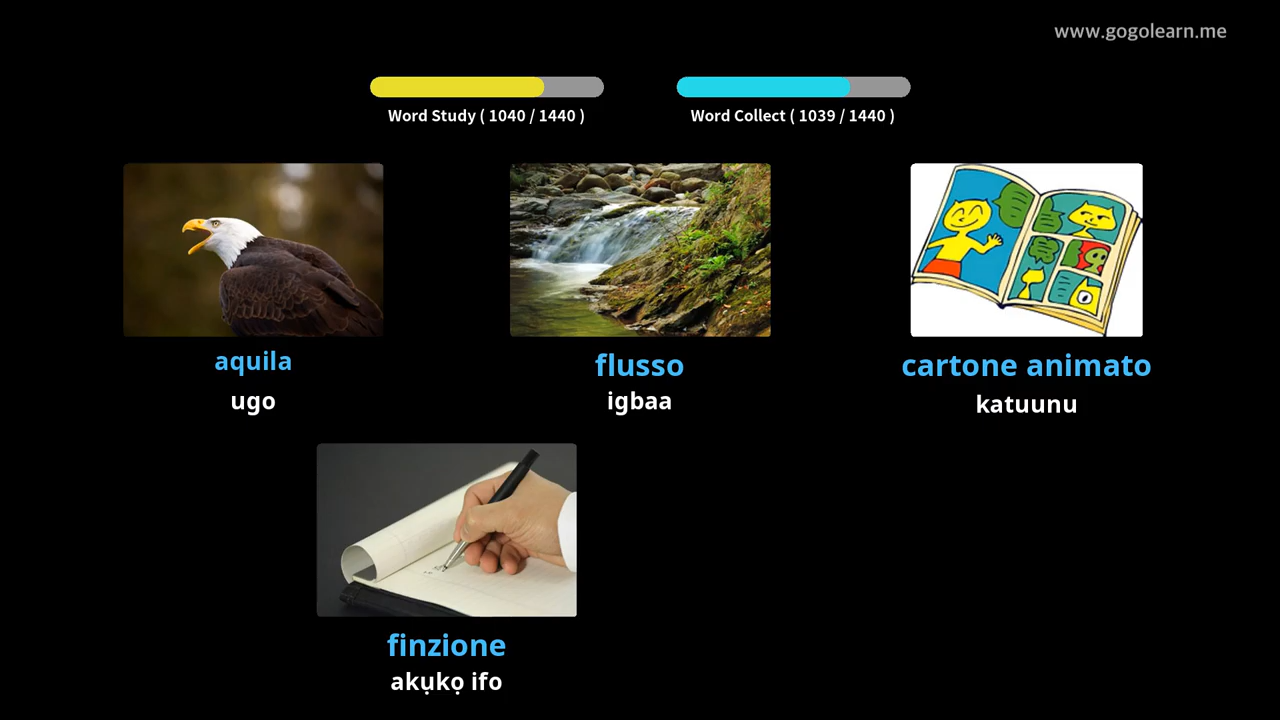 www.gogolearn.me
Word Study ( 1040 / 1440 )
Word Collect ( 1039 / 1440 )
aquila
ugo
flusso
igbaa
cartone animato
katuunu
finzione
akụkọ ifo